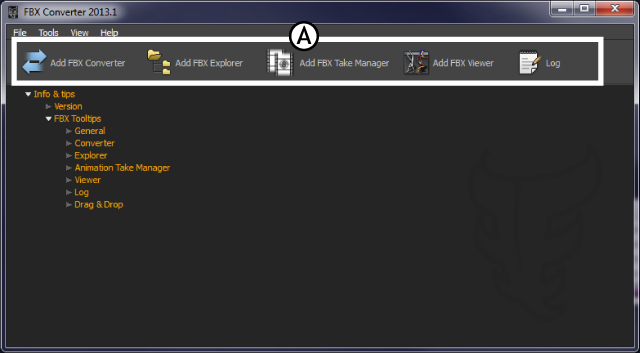 FBX Converter 2013.1
A
File Tools View Help
Add FBX Converter Add FBX Explorer Add FBX Take Manager Add FBX Viewer Log
Info & tips
Version
FBX Tooltips
General
Converter
Explorer
Animation Take Manager
Viewer
Log
Drag & Drop